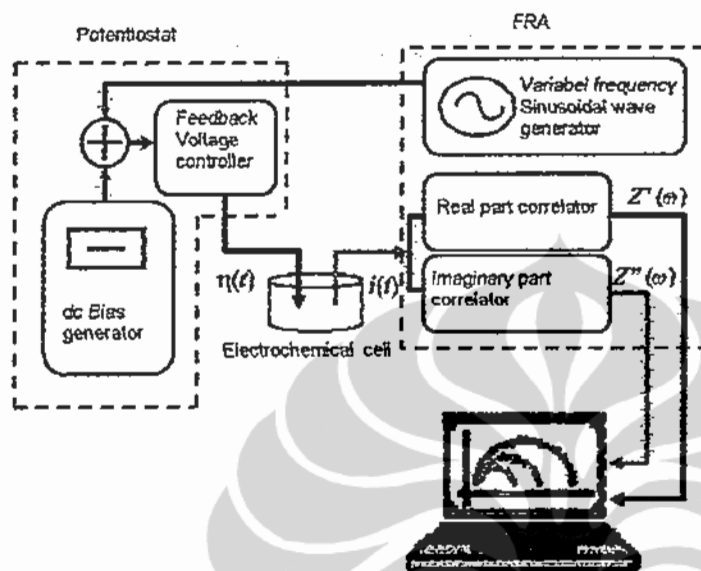 Potentiostat
FRA
Variabel frequency
Sinusoidal wave
generator
Feedback
Voltage
controller
Real part correlator
Z' (ω)
Imaginary part
correlator
Z" (ω)
dc Bias
generator
η(t)
i(t)
Electrochemical cell